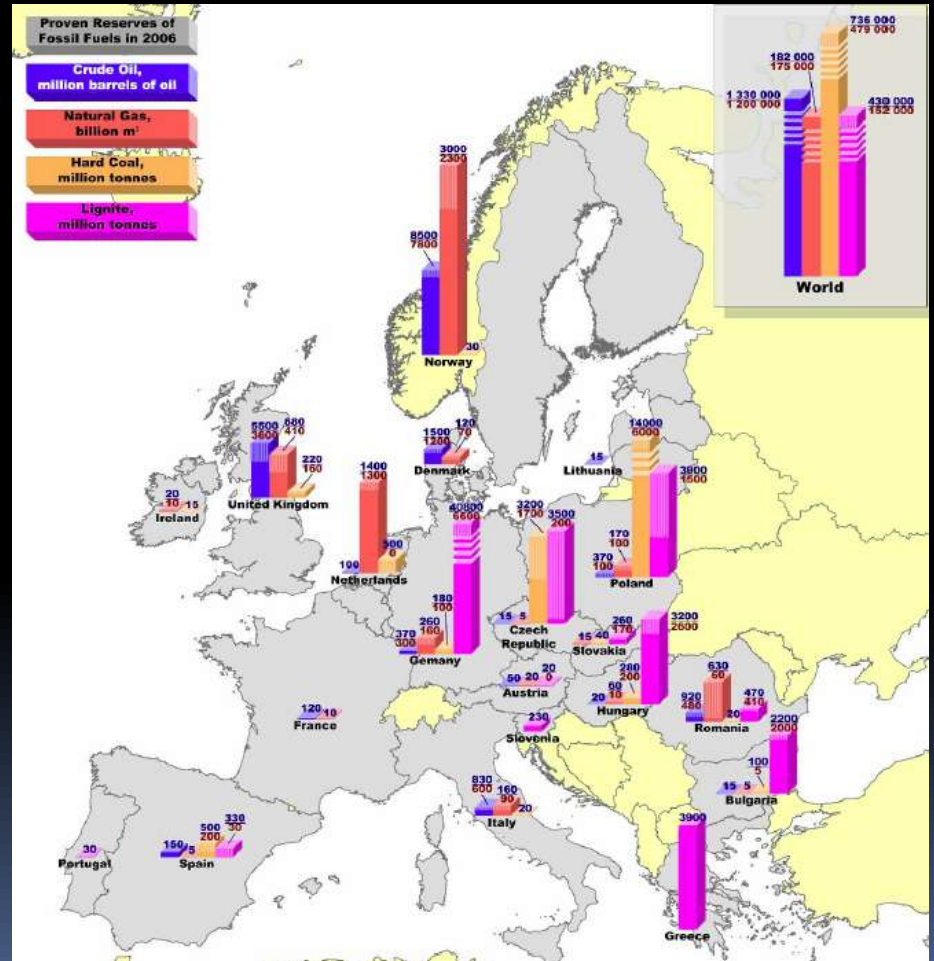 Proven Reserves of
Fossil Fuels in 2006
Crude Oil,
million barrels of oil
Natural Gas,
billion m³
Hard Coal,
million tonnes
Lignite,
million tonnes
736 000
479 000
182 000
175 000
1 330 000
1 200 000
430 000
152 000
World
3000
2300
8500
7800
30
Norway
5500
3600
680
410
220
160
United Kingdom
20
10 15
Ireland
1500
1200
120
70
Denmark
15
Lithuania
14000
6000
3800
1500
170
100
370
100
Poland
1400
1300
500
0
100
Netherlands
40800
6600
180
100
260
160
370
300
Gemany
3200
1700
3500
200
15 5
Czech
Republic
260
170
15 40
Slovakia
3200
2600
280
200
60
10
20
Hungary
20
0
50 20
Austria
630
60
920
480
20
470
410
Romania
120 10
France
230
Slovenia
2200
2000
100
5
15 5
Bulgaria
830
600
160
90
20
Italy
500
200
330
30
150
5
Spain
30
Portugal
3900
Greece